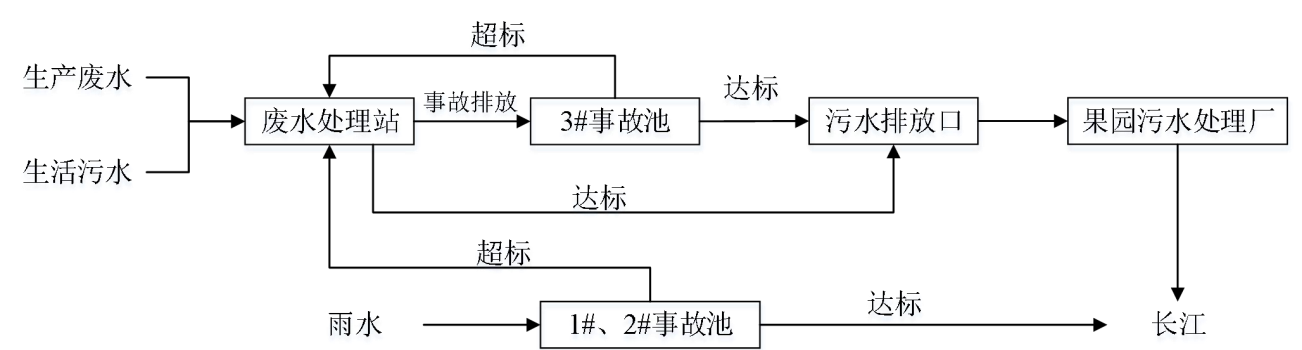 超标
生产废水
事故排放
达标
废水处理站
3#事故池
污水排放口
果园污水处理厂
生活污水
达标
超标
达标
雨水
1#、2#事故池
长江